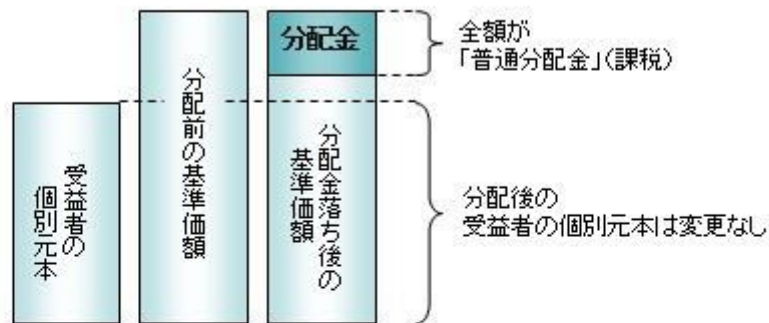 受益者の
個別元本
分配前の基準価額
分配金
分配金落ち後の
基準価額
全額が
「普通分配金」(課税)
分配後の
受益者の個別元本は変更なし